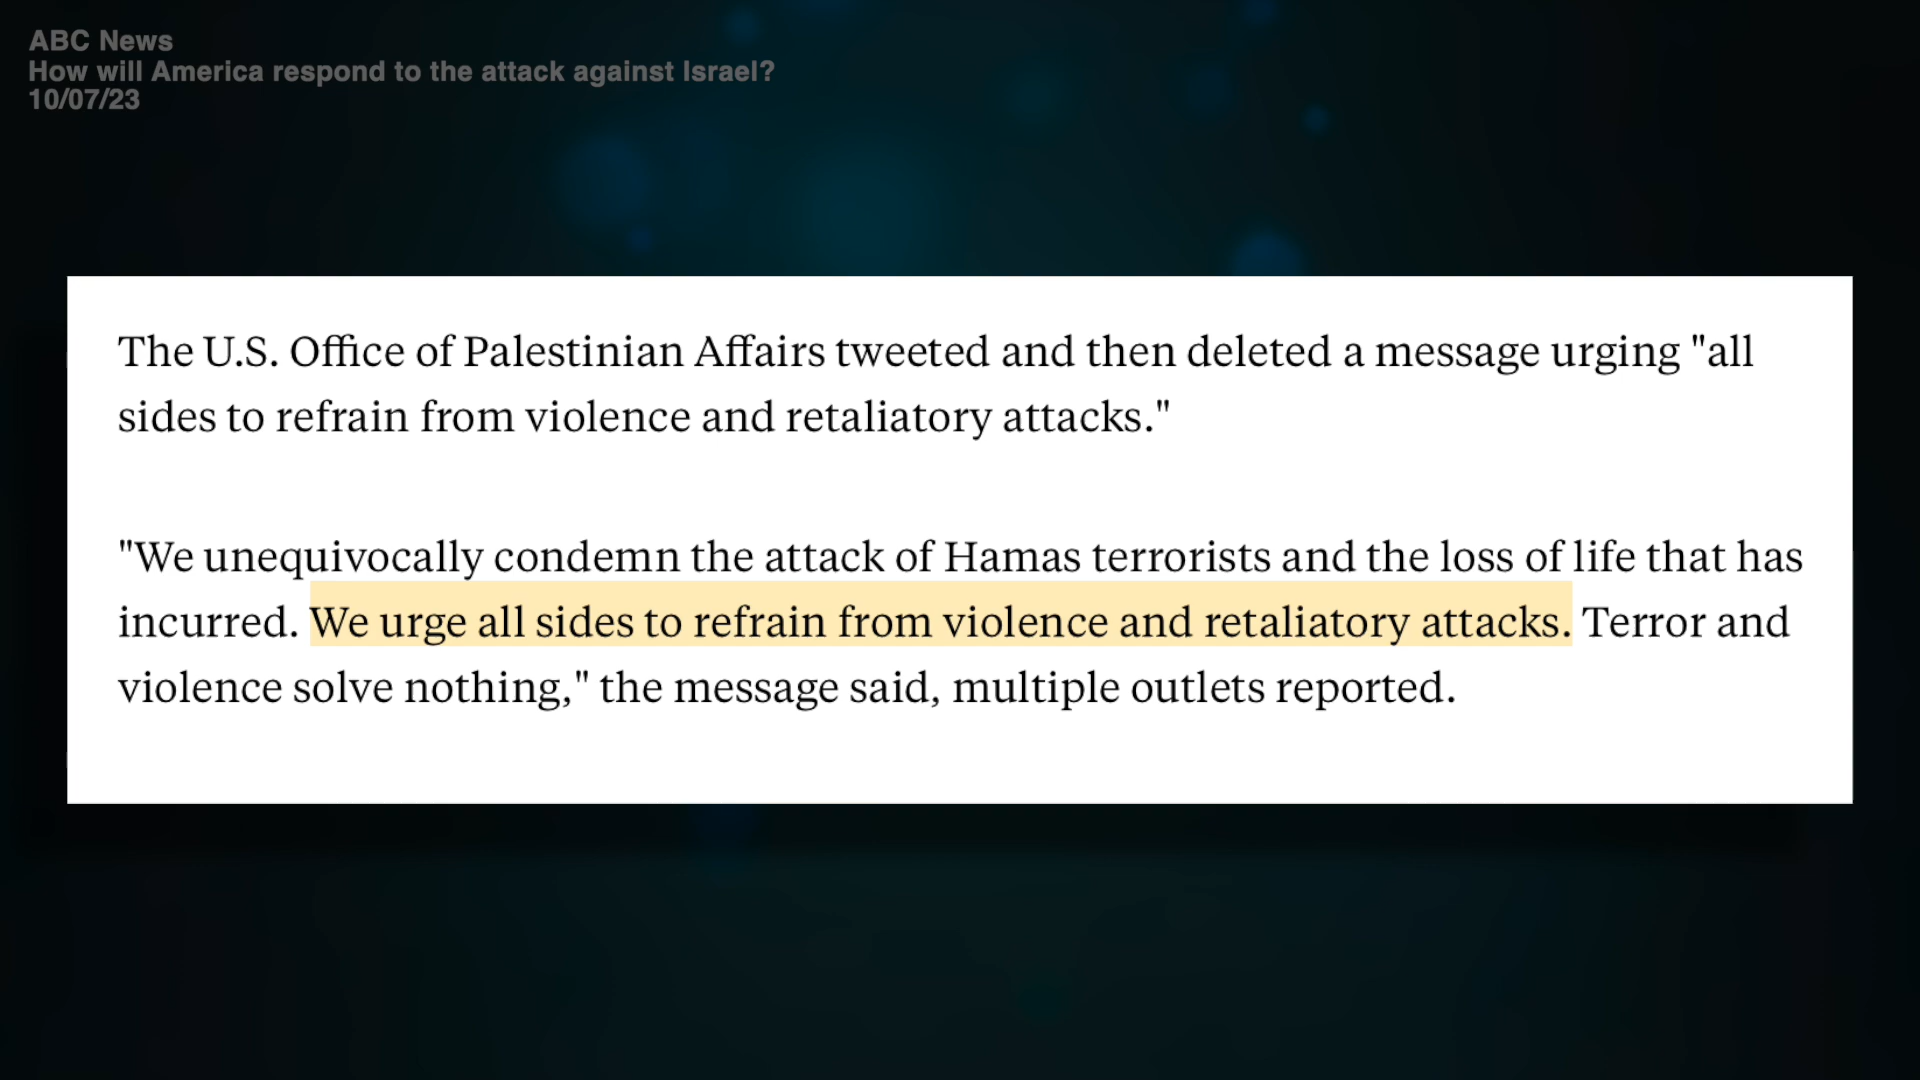 ABC News
How will America respond to the attack against Israel?
10/07/23
The U.S. Office of Palestinian Affairs tweeted and then deleted a message urging "all
sides to refrain from violence and retaliatory attacks."
"We unequivocally condemn the attack of Hamas terrorists and the loss of life that has
incurred. We urge all sides to refrain from violence and retaliatory attacks. Terror and
violence solve nothing," the message said, multiple outlets reported.